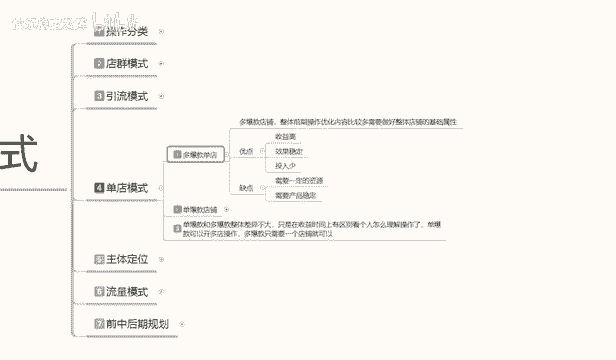 操作分类
2 店群模式
3 引流模式
式
4 单店模式
1 多爆款单店
多爆款店铺，整体前期操作优化内容比较多需要做好整体店铺的基础属性
优点
收益高
效果稳定
投入少
缺点
需要一定的资源
需要产品稳定
单爆款店铺
3 单爆款和多爆款整体差异不大，只是在收益时间上有区别看个人怎么理解操作了，单爆
款可以开多店操作，多爆款只需要一个店铺就可以
主体定位
6 流量模式
7 前中后期规划